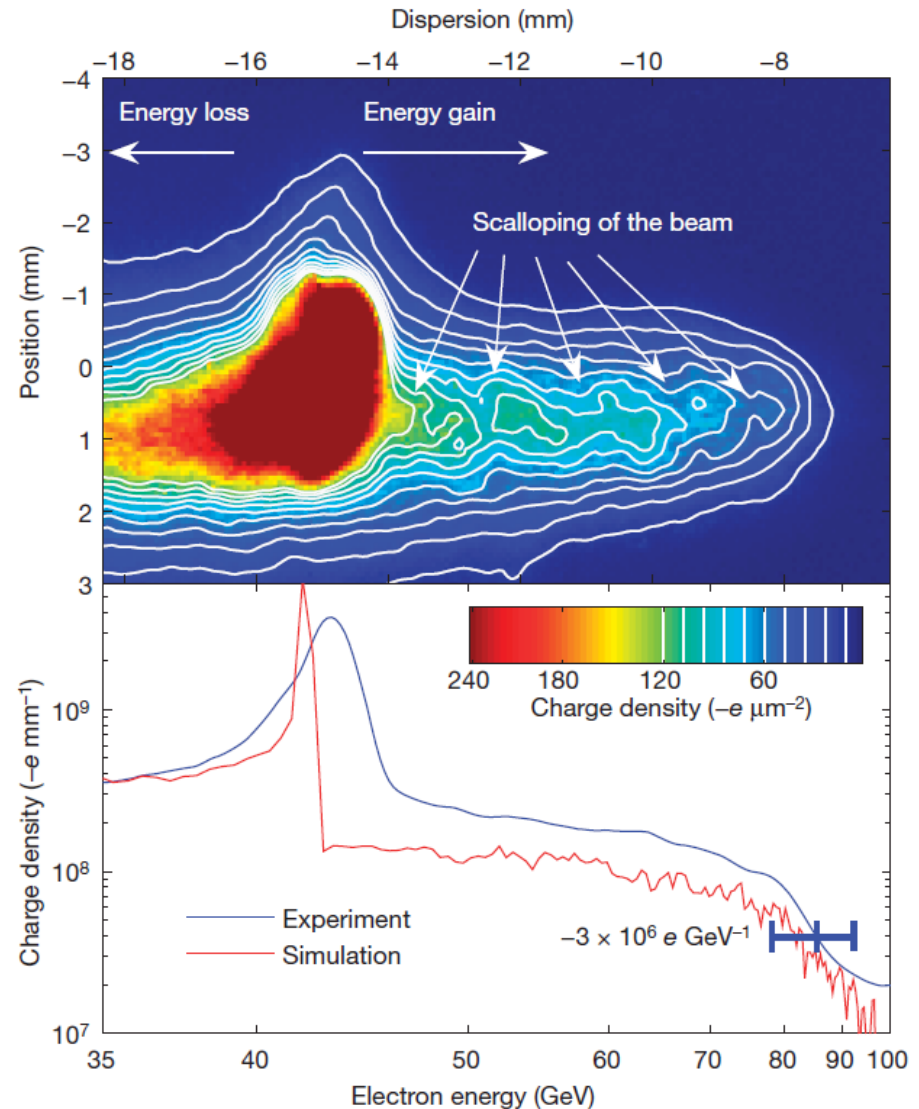 Dispersion (mm)
−18 −16 −14 −12 −10 −8
−4
−3
−2
−1
0
1
2
3
Position (mm)
Energy loss
Energy gain
Scalloping of the beam
240 180 120 60
Charge density (−e μm⁻²)
10⁹
10⁸
10⁷
Charge density (−e mm⁻¹)
Experiment
Simulation
−3 × 10⁶ e GeV⁻¹
35 40 50 60 70 80 90 100
Electron energy (GeV)